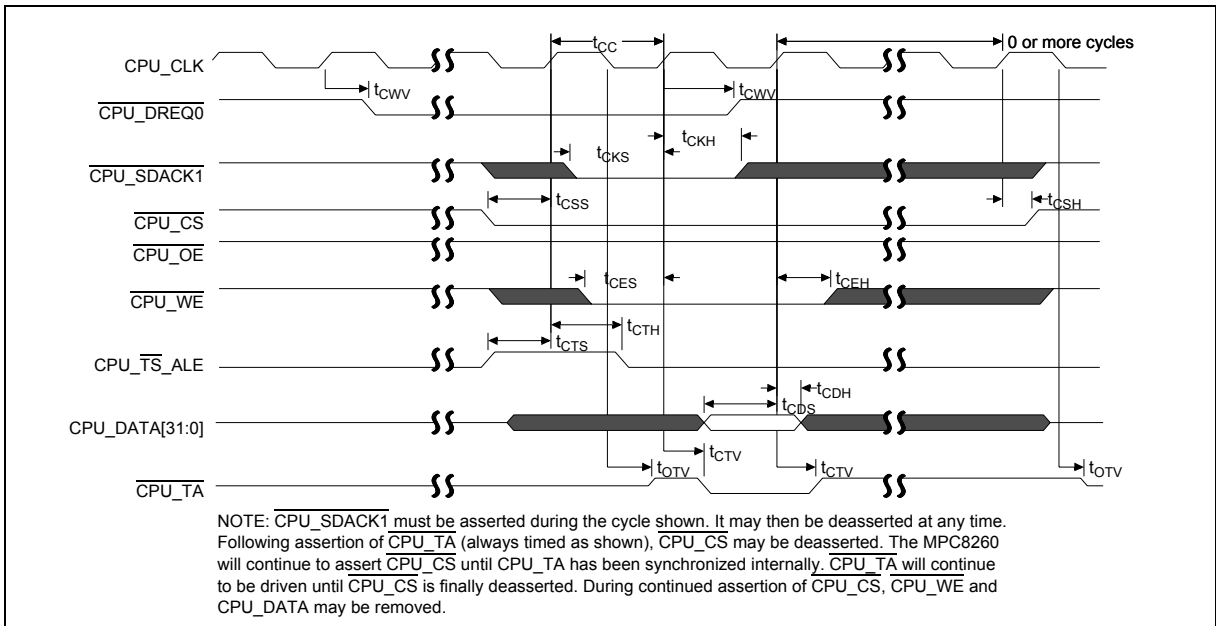 tCC
0 or more cycles
CPU_CLK
tCWV
tCWV
CPU_DREQ0
tCKS
tCKH
CPU_SDACK1
tCSS
tCSH
CPU_CS
CPU_OE
tCES
tCEH
CPU_WE
tCTH
tCTS
CPU_TS_ALE
tCDH
tCDS
CPU_DATA[31:0]
tCTV
tOTV
tCTV
tOTV
CPU_TA
NOTE: CPU_SDACK1 must be asserted during the cycle shown. It may then be deasserted at any time.
Following assertion of CPU_TA (always timed as shown), CPU_CS may be deasserted. The MPC8260
will continue to assert CPU_CS until CPU_TA has been synchronized internally. CPU_TA will continue
to be driven until CPU_CS is finally deasserted. During continued assertion of CPU_CS, CPU_WE and
CPU_DATA may be removed.